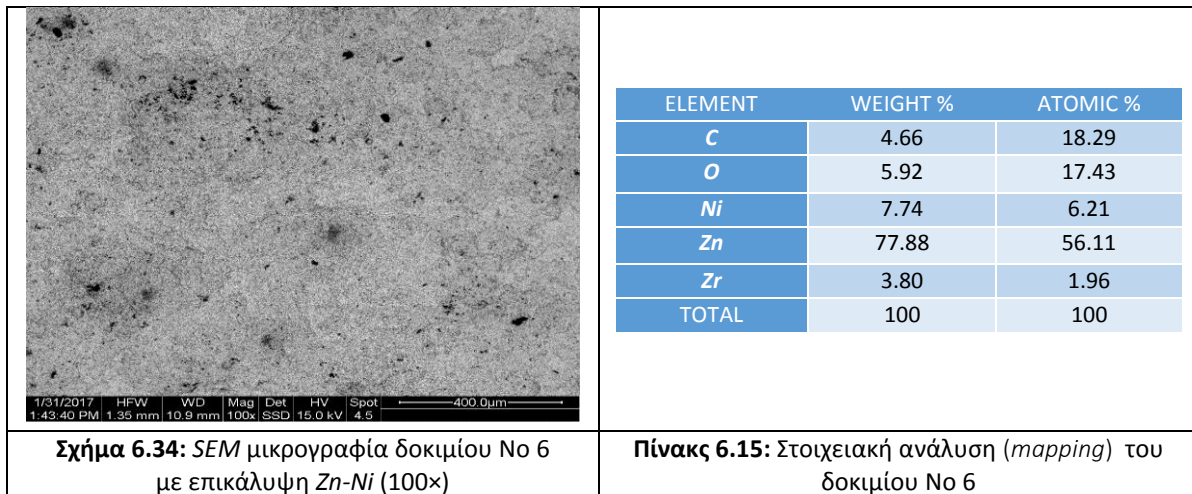 1/31/2017 HFW WD Mag Det HV Spot 400.0µm
1:43:40 PM 1.35 mm 10.9 mm 100x SSD 15.0 kV 4.5
ELEMENT WEIGHT % ATOMIC %
C 4.66 18.29
O 5.92 17.43
Ni 7.74 6.21
Zn 77.88 56.11
Zr 3.80 1.96
TOTAL 100 100
Σχήμα 6.34: SEM μικρογραφία δοκιμίου Νο 6
με επικάλυψη Zn-Ni (100×)
Πίνακς 6.15: Στοιχειακή ανάλυση (mapping) του
δοκιμίου Νο 6